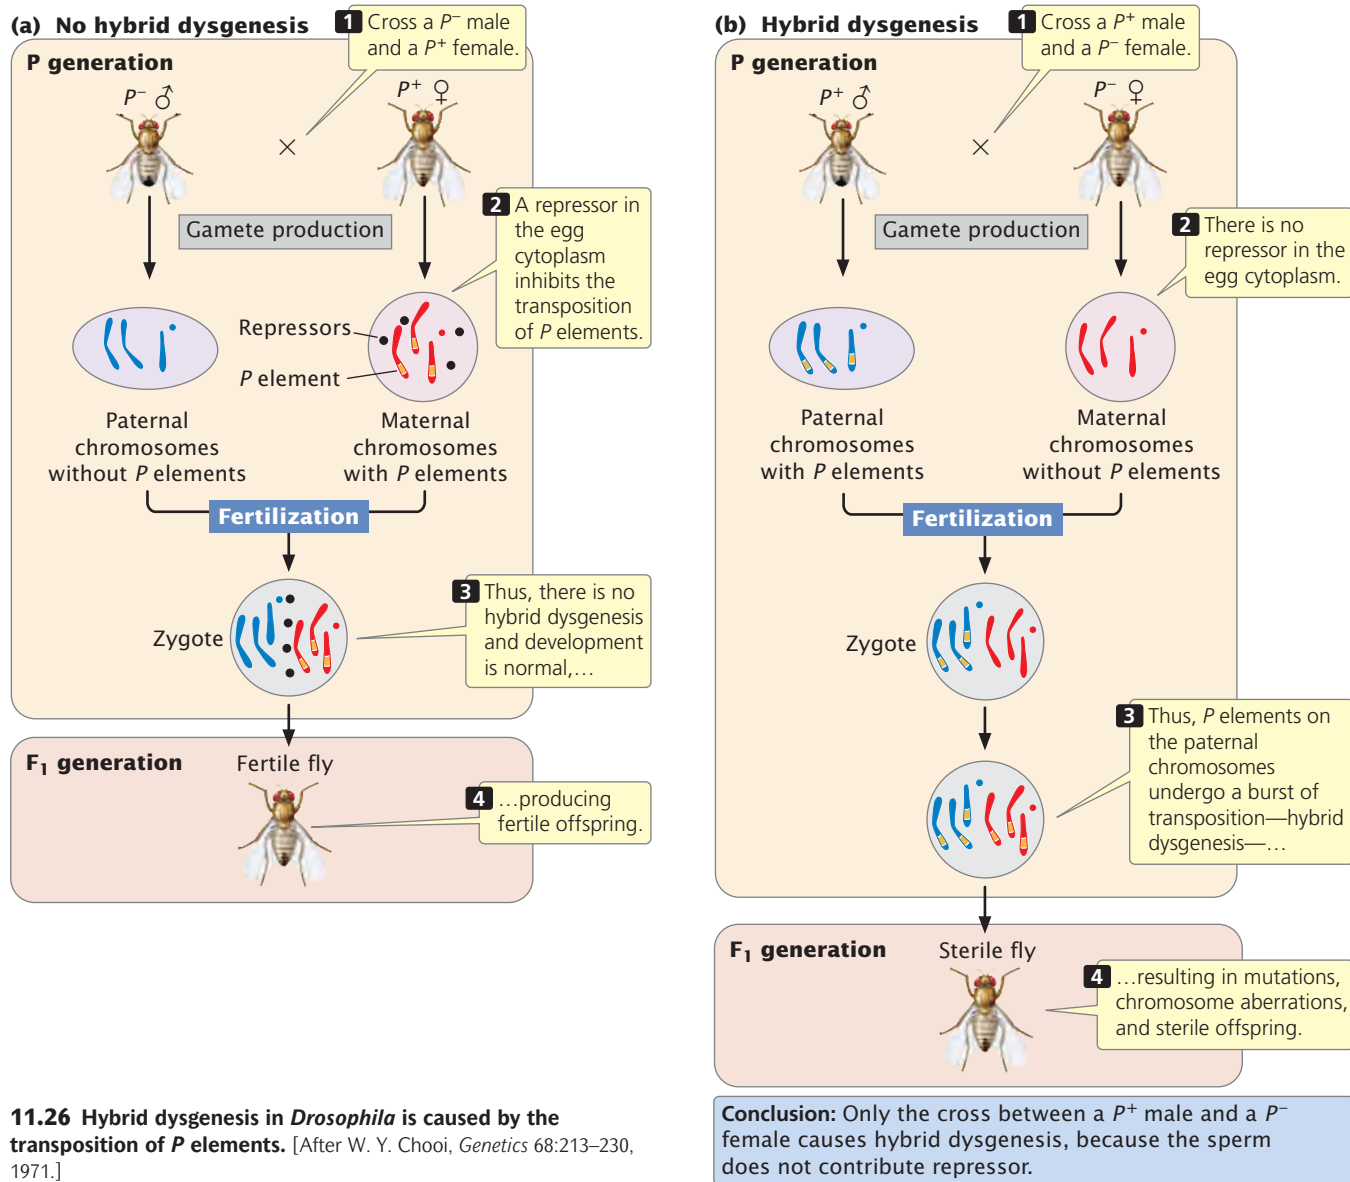 (a) No hybrid dysgenesis
1 Cross a P− male
and a P+ female.
P generation
P− ♂
P+ ♀
×
2 A repressor in
the egg
cytoplasm
inhibits the
transposition
of P elements.
Gamete production
Repressors
P element
Paternal
chromosomes
without P elements
Maternal
chromosomes
with P elements
Fertilization
Zygote
3 Thus, there is no
hybrid dysgenesis
and development
is normal,…
F1 generation
Fertile fly
4 …producing
fertile offspring.
11.26 Hybrid dysgenesis in Drosophila is caused by the
transposition of P elements. [After W. Y. Chooi, Genetics 68:213–230,
1971.]
(b) Hybrid dysgenesis
1 Cross a P+ male
and a P− female.
P generation
P+ ♂
P− ♀
×
2 There is no
repressor in the
egg cytoplasm.
Gamete production
Paternal
chromosomes
with P elements
Maternal
chromosomes
without P elements
Fertilization
Zygote
3 Thus, P elements on
the paternal
chromosomes
undergo a burst of
transposition—hybrid
dysgenesis—…
F1 generation
Sterile fly
4 …resulting in mutations,
chromosome aberrations,
and sterile offspring.
Conclusion: Only the cross between a P+ male and a P−
female causes hybrid dysgenesis, because the sperm
does not contribute repressor.